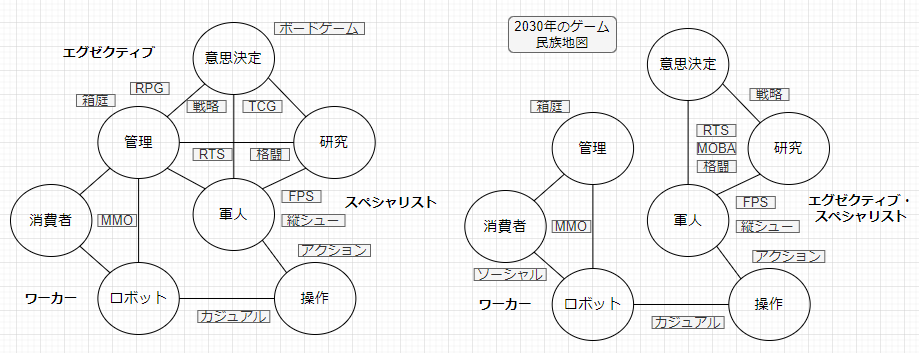 ボードゲーム
エグゼクティブ
意思決定
RPG
箱庭
戦略
TCG
管理
研究
RTS
格闘
消費者
MMO
軍人
FPS
縦シュー
スペシャリスト
アクション
ワーカー
ロボット
操作
カジュアル
2030年のゲーム
民族地図
意思決定
箱庭
戦略
管理
RTS
MOBA
格闘
研究
消費者
MMO
軍人
FPS
縦シュー
エグゼクティブ・
スペシャリスト
アクション
ソーシャル
ワーカー
ロボット
操作
カジュアル